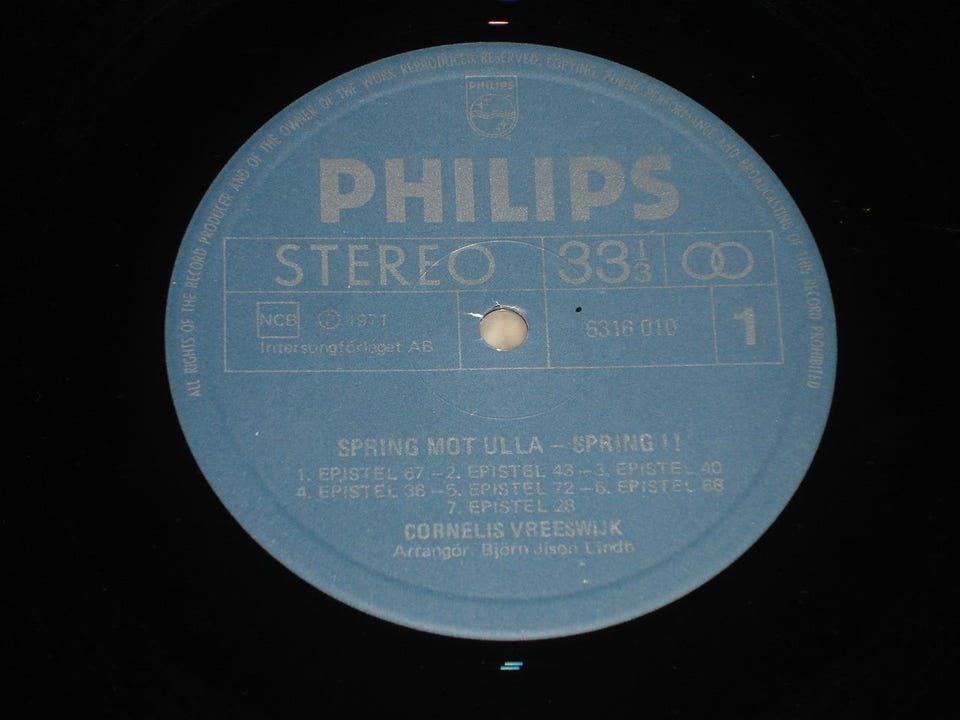 ALL RIGHTS OF THE RECORD PRODUCER AND OF THE OWNER OF THE WORK REPRODUCED RESERVED. COPYING, PUBLIC PERFORMANCE AND BROADCASTING OF THIS RECORD PROHIBITED
PHILIPS
PHILIPS
STEREO 33 1/3
NCB Ⓟ 1971 6316 010 1
Intersongförlaget AB
SPRING MOT ULLA – SPRING !!
1. EPISTEL 67 – 2. EPISTEL 43 – 3. EPISTEL 40
4. EPISTEL 36 – 5. EPISTEL 72 – 6. EPISTEL 68
7. EPISTEL 28
CORNELIS VREESWIJK
Arrangör: Björn Jison Lindh